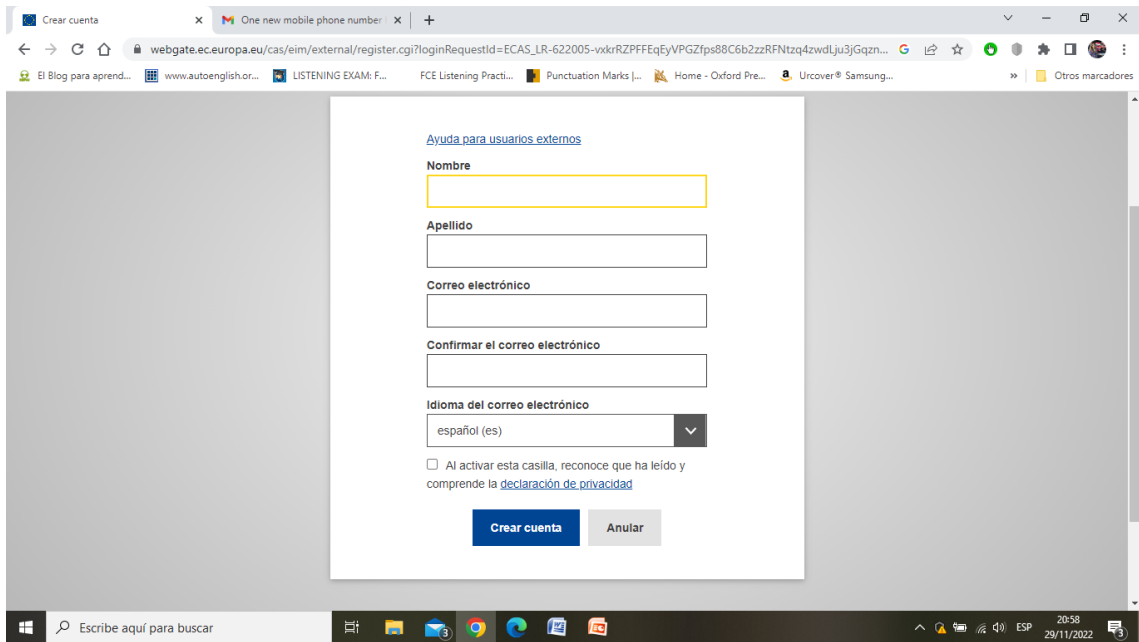 Crear cuenta
One new mobile phone number
webgate.ec.europa.eu/cas/eim/external/register.cgi?loginRequestId=ECAS_LR-622005-vxkrRZPFFEqEyVPGZfps88C6b2zzRFNtzq4zwdLju3jGqzn...
El Blog para aprend...
www.autoenglish.or...
LISTENING EXAM: F...
FCE Listening Practi...
Punctuation Marks |...
Home - Oxford Pre...
Urcover® Samsung...
»
Otros marcadores
Ayuda para usuarios externos
Nombre
Apellido
Correo electrónico
Confirmar el correo electrónico
Idioma del correo electrónico
español (es)
Al activar esta casilla, reconoce que ha leído y
comprende la declaración de privacidad
Crear cuenta
Anular
Escribe aquí para buscar
3
ESP
20:58
29/11/2022
3